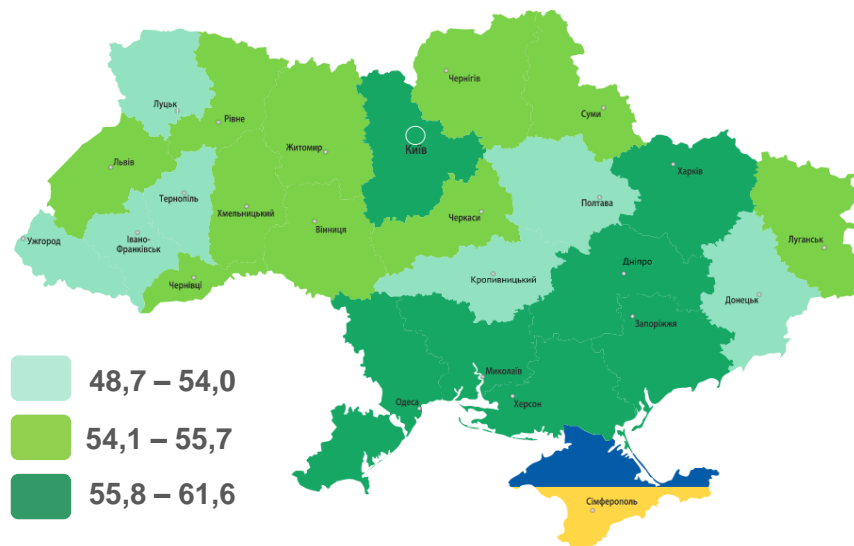 Чернігів
Луцьк
Суми
Рівне
Житомир
Київ
Львів
Харків
Тернопіль
Полтава
Хмельницький
Черкаси
Вінниця
Ужгород
Івано-
Франківськ
Луганськ
Дніпро
Чернівці
Кропивницький
Донецьк
Запоріжжя
Миколаїв
Одеса
Херсон
48,7 – 54,0
54,1 – 55,7
55,8 – 61,6
Сімферополь